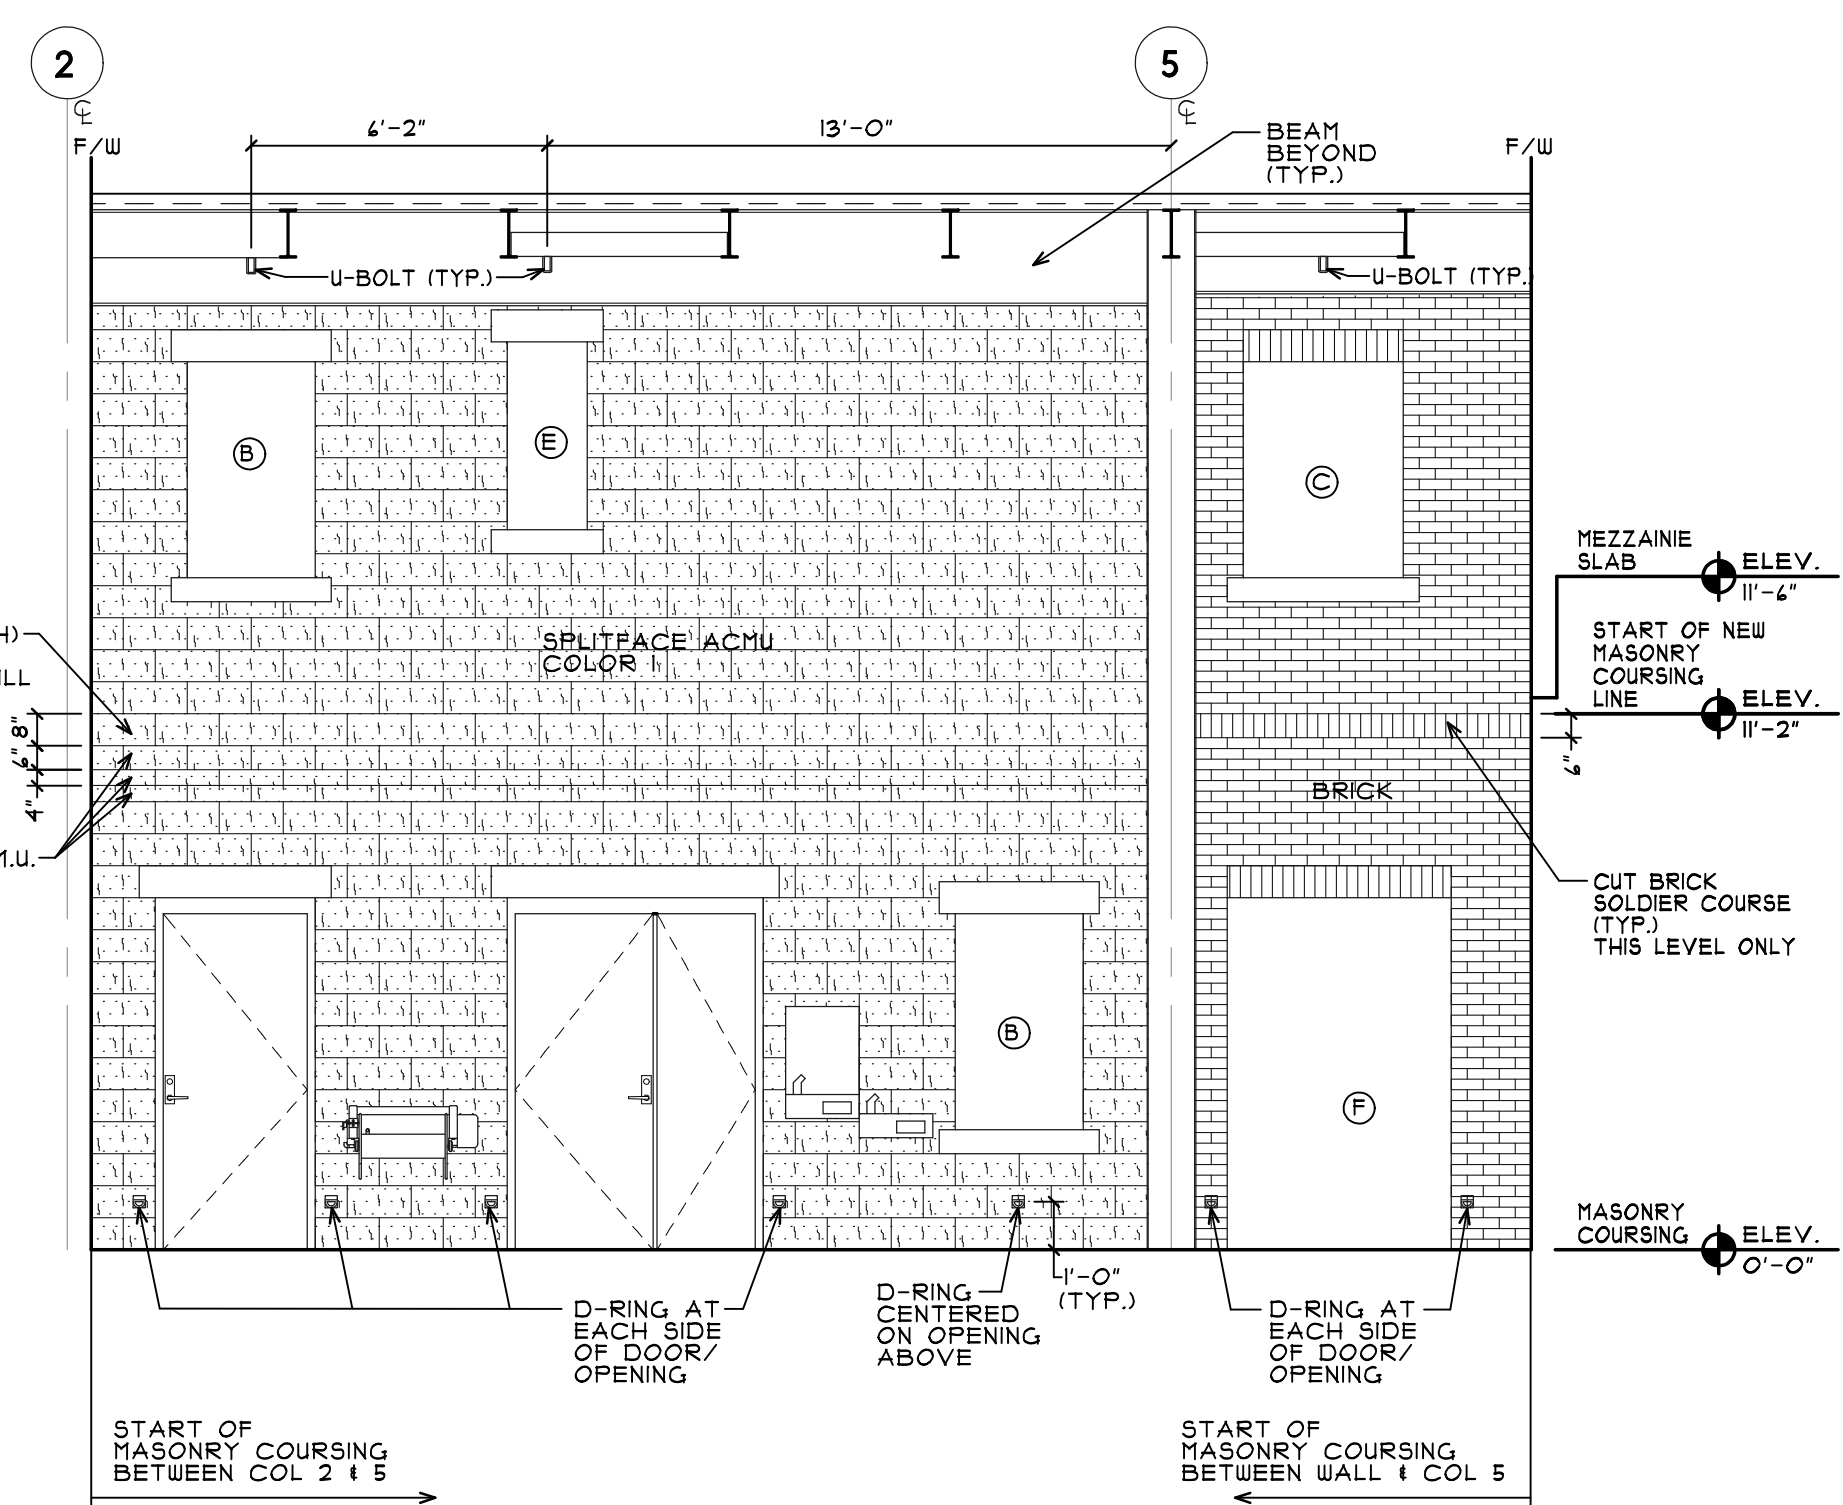 2
5
℄
℄
F/W
6'-2"
13'-0"
BEAM
BEYOND
(TYP.)
F/W
U-BOLT (TYP.)
U-BOLT (TYP.)
B
E
C
MEZZAINIE
SLAB
ELEV.
11'-6"
START OF NEW
MASONRY
COURSING
LINE
ELEV.
11'-2"
H)
ILL
SPLITFACE ACMU
COLOR 1
8"
6"
4"
6"
BRICK
M.U.
CUT BRICK
SOLDIER COURSE
(TYP.)
THIS LEVEL ONLY
B
F
MASONRY
COURSING
ELEV.
0'-0"
1'-0"
(TYP.)
D-RING AT
EACH SIDE
OF DOOR/
OPENING
D-RING
CENTERED
ON OPENING
ABOVE
D-RING AT
EACH SIDE
OF DOOR/
OPENING
START OF
MASONRY COURSING
BETWEEN COL 2 & 5
START OF
MASONRY COURSING
BETWEEN WALL & COL 5